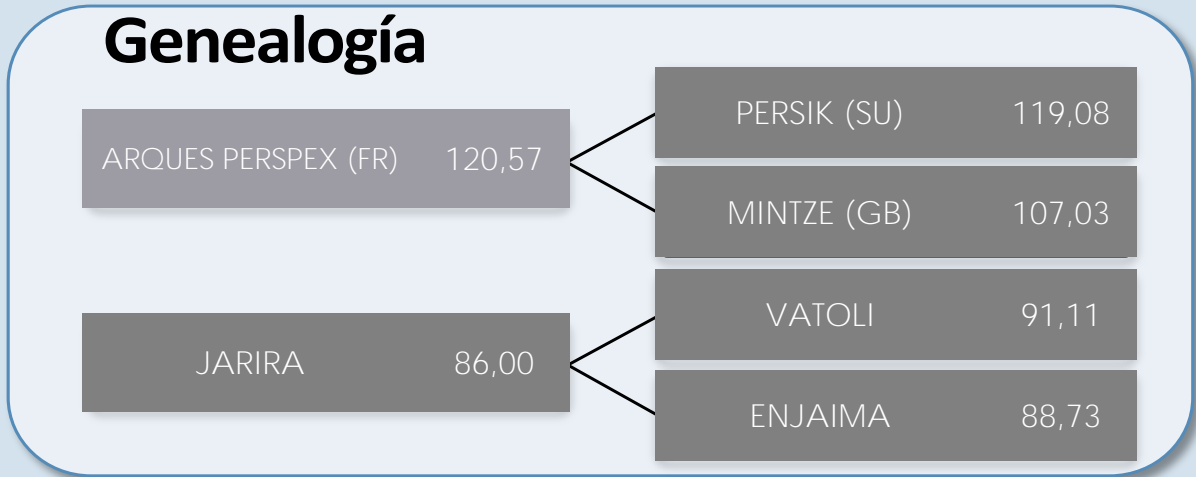 Genealogía
ARQUES PERSPEX (FR) 120,57
PERSIK (SU) 119,08
MINTZE (GB) 107,03
JARIRA 86,00
VATOLI 91,11
ENJAIMA 88,73